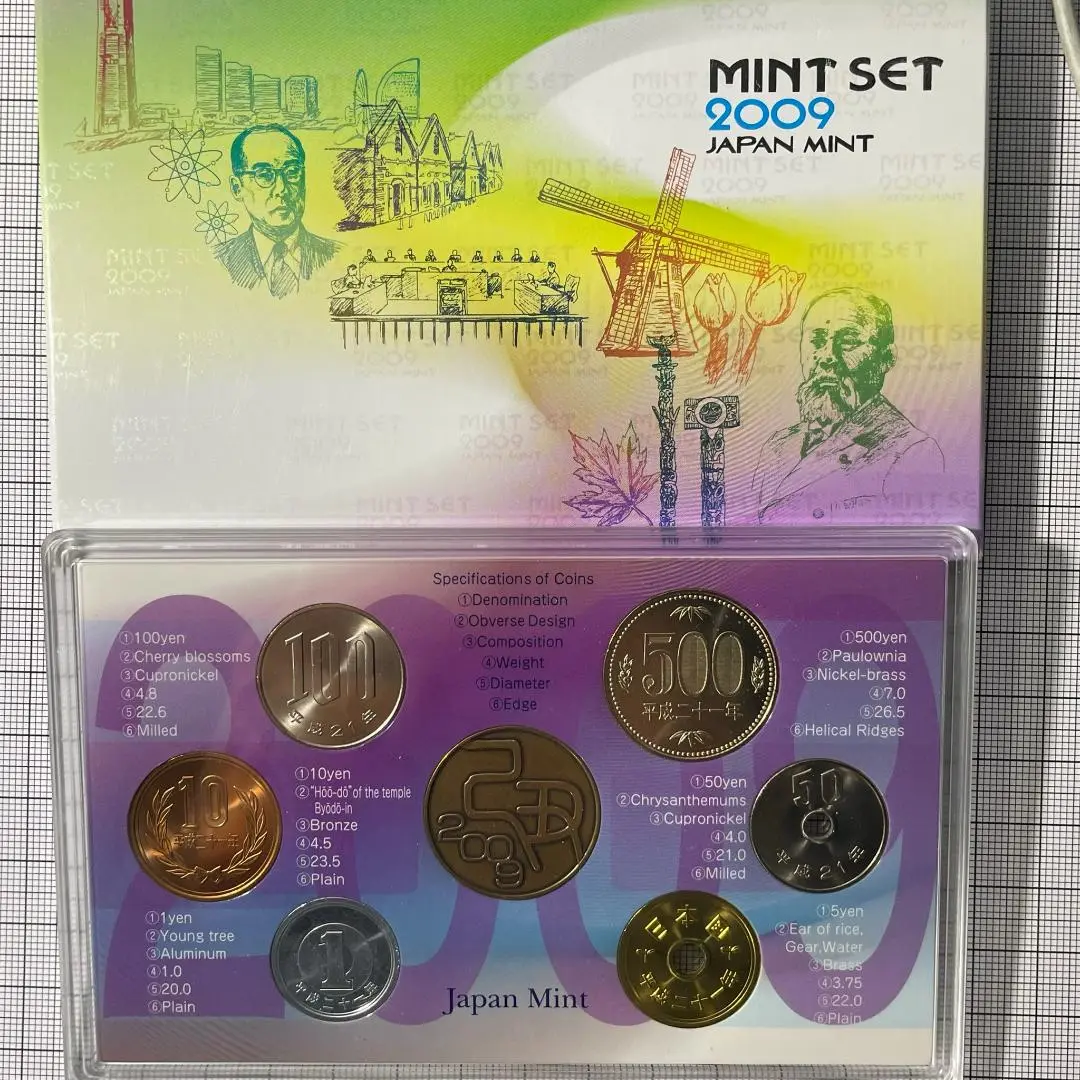 MINT SET
2009
JAPAN MINT
Specifications of Coins
①Denomination
②Obverse Design
③Composition
④Weight
⑤Diameter
⑥Edge
①100yen
②Cherry blossoms
③Cupronickel
④4.8
⑤22.6
⑥Milled
100
平成21年
500
平成二十一年
①500yen
②Paulownia
③Nickel-brass
④7.0
⑤26.5
⑥Helical Ridges
10
平成二十一年
①10yen
②"Hōō-dō" of the temple
Byōdō-in
③Bronze
④4.5
⑤23.5
⑥Plain
2009
①50yen
②Chrysanthemums
③Cupronickel
④4.0
⑤21.0
⑥Milled
50
平成21年
①1yen
②Young tree
③Aluminum
④1.0
⑤20.0
⑥Plain
1
平成二十一年
Japan Mint
日本国
平成二十一年
①5yen
②Ear of rice,
Gear,Water
③Brass
④3.75
⑤22.0
⑥Plain
2009